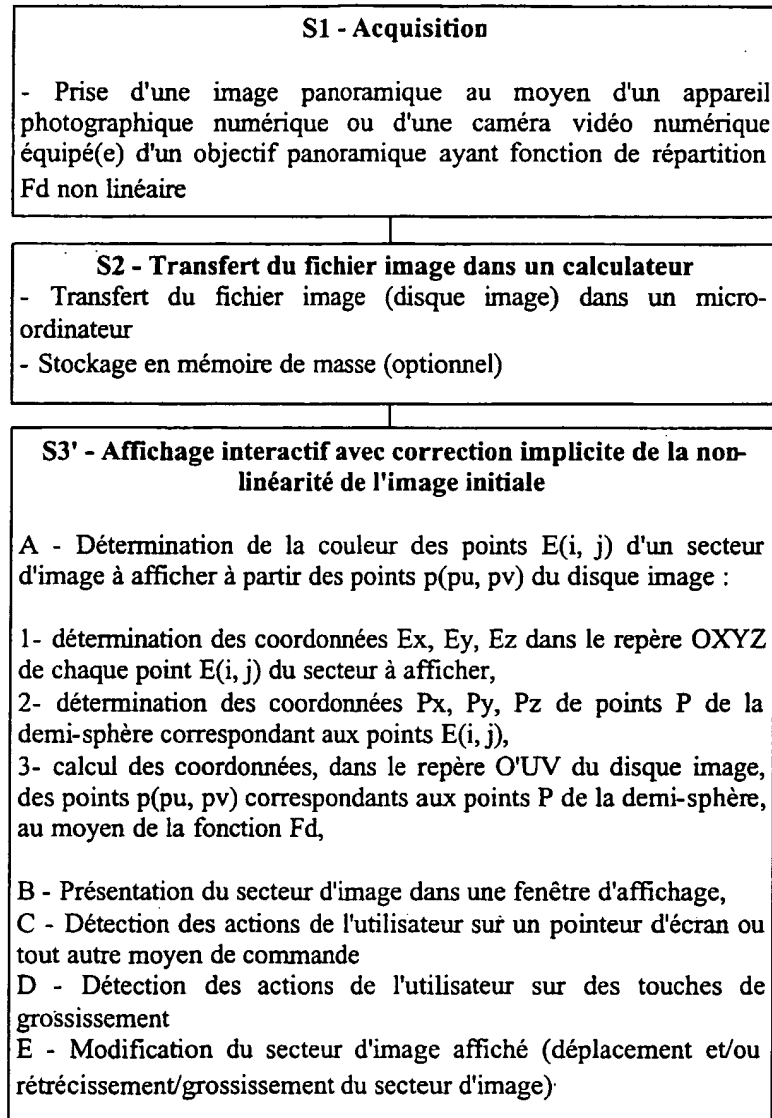 S1 - Acquisition
- Prise d'une image panoramique au moyen d'un appareil
photographique numérique ou d'une caméra vidéo numérique
équipé(e) d'un objectif panoramique ayant fonction de répartition
Fd non linéaire
S2 - Transfert du fichier image dans un calculateur
- Transfert du fichier image (disque image) dans un micro-
ordinateur
- Stockage en mémoire de masse (optionnel)
S3' - Affichage interactif avec correction implicite de la non-
linéarité de l'image initiale
A - Détermination de la couleur des points E(i, j) d'un secteur
d'image à afficher à partir des points p(pu, pv) du disque image :
1- détermination des coordonnées Ex, Ey, Ez dans le repère OXYZ
de chaque point E(i, j) du secteur à afficher,
2- détermination des coordonnées Px, Py, Pz de points P de la
demi-sphère correspondant aux points E(i, j),
3- calcul des coordonnées, dans le repère O'UV du disque image,
des points p(pu, pv) correspondants aux points P de la demi-sphère,
au moyen de la fonction Fd,
B - Présentation du secteur d'image dans une fenêtre d'affichage,
C - Détection des actions de l'utilisateur sur un pointeur d'écran ou
tout autre moyen de commande
D - Détection des actions de l'utilisateur sur des touches de
grossissement
E - Modification du secteur d'image affiché (déplacement et/ou
rétrécissement/grossissement du secteur d'image)